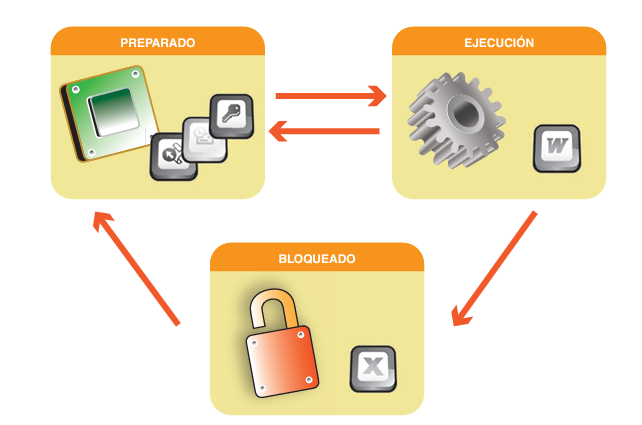 PREPARADO
EJECUCIÓN
W
BLOQUEADO
X